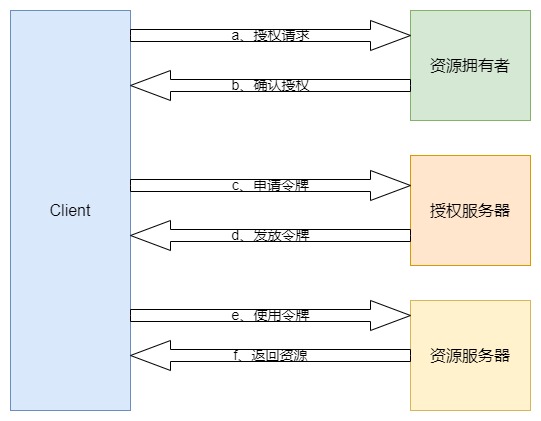 a、授权请求
资源拥有者
b、确认授权
Client
c、申请令牌
授权服务器
d、发放令牌
e、使用令牌
资源服务器
f、返回资源